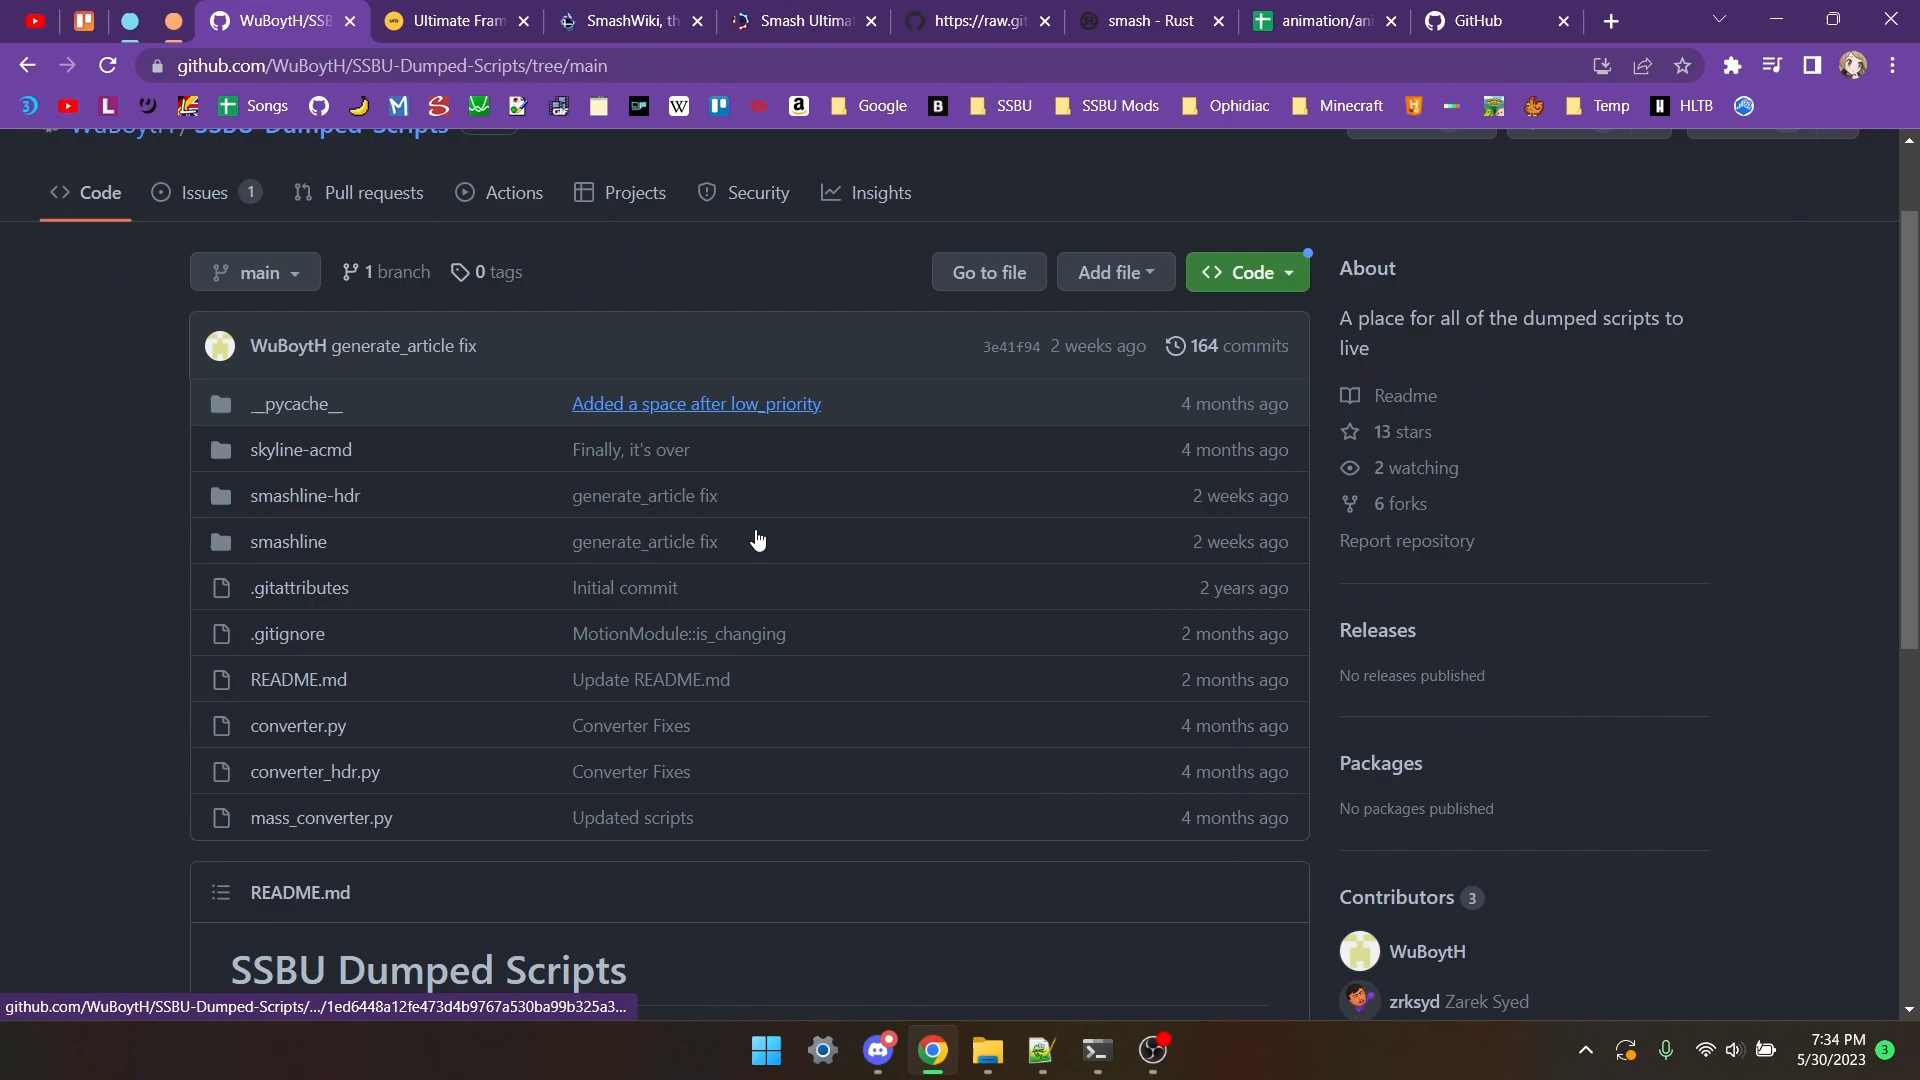 WuBoytH/SSB
Ultimate Fram
SmashWiki, th
Smash Ultima
https://raw.git
smash - Rust
animation/ani
GitHub
github.com/WuBoytH/SSBU-Dumped-Scripts/tree/main
Songs
Google
SSBU
SSBU Mods
Ophidiac
Minecraft
Temp
HLTB
WuBoytH / SSBU-Dumped-Scripts
Code
Issues 1
Pull requests
Actions
Projects
Security
Insights
main
1 branch
0 tags
Go to file
Add file
Code
WuBoytH generate_article fix 3e41f94 2 weeks ago 164 commits
__pycache__ Added a space after low_priority 4 months ago
skyline-acmd Finally, it's over 4 months ago
smashline-hdr generate_article fix 2 weeks ago
smashline generate_article fix 2 weeks ago
.gitattributes Initial commit 2 years ago
.gitignore MotionModule::is_changing 2 months ago
README.md Update README.md 2 months ago
converter.py Converter Fixes 4 months ago
converter_hdr.py Converter Fixes 4 months ago
mass_converter.py Updated scripts 4 months ago
README.md
SSBU Dumped Scripts
About
A place for all of the dumped scripts to
live
Readme
13 stars
2 watching
6 forks
Report repository
Releases
No releases published
Packages
No packages published
Contributors 3
WuBoytH
zrksyd Zarek Syed
github.com/WuBoytH/SSBU-Dumped-Scripts/.../1ed6448a12fe473d4b9767a530ba99b325a3...
7:34 PM
5/30/2023
3